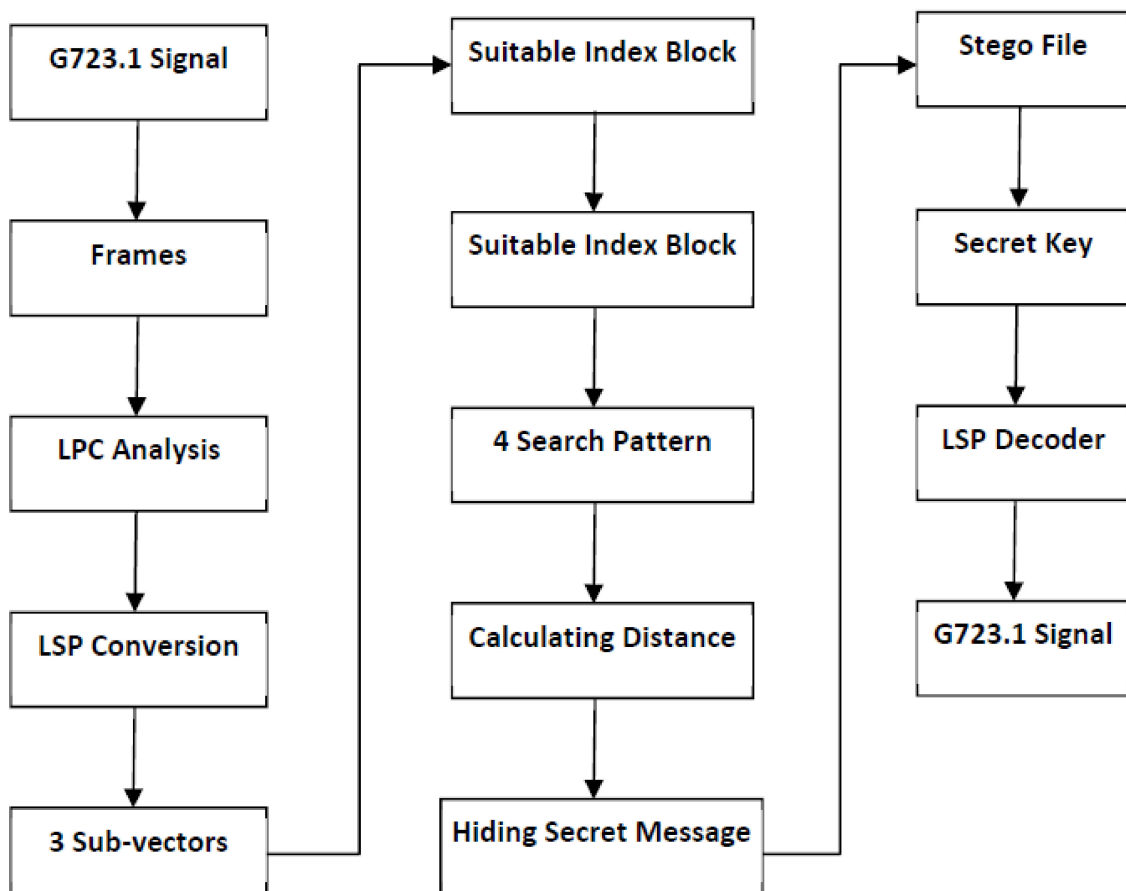 G723.1 Signal
Frames
LPC Analysis
LSP Conversion
3 Sub-vectors
Suitable Index Block
Suitable Index Block
4 Search Pattern
Calculating Distance
Hiding Secret Message
Stego File
Secret Key
LSP Decoder
G723.1 Signal